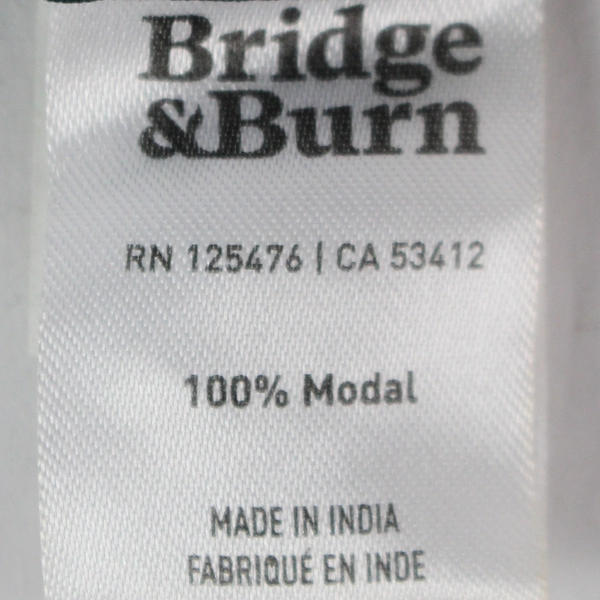 Bridge
&Burn
RN 125476 | CA 53412
100% Modal
MADE IN INDIA
FABRIQUÉ EN INDE